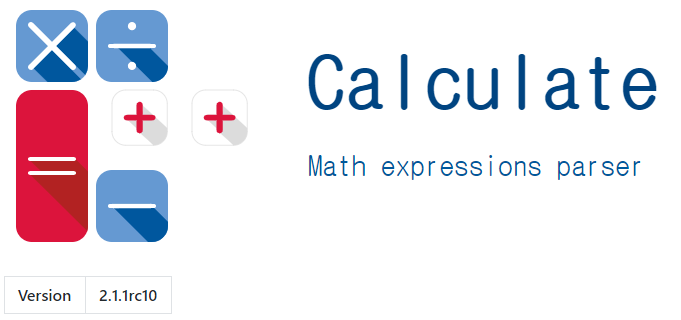 Calculate
Math expressions parser
Version 2.1.1rc10